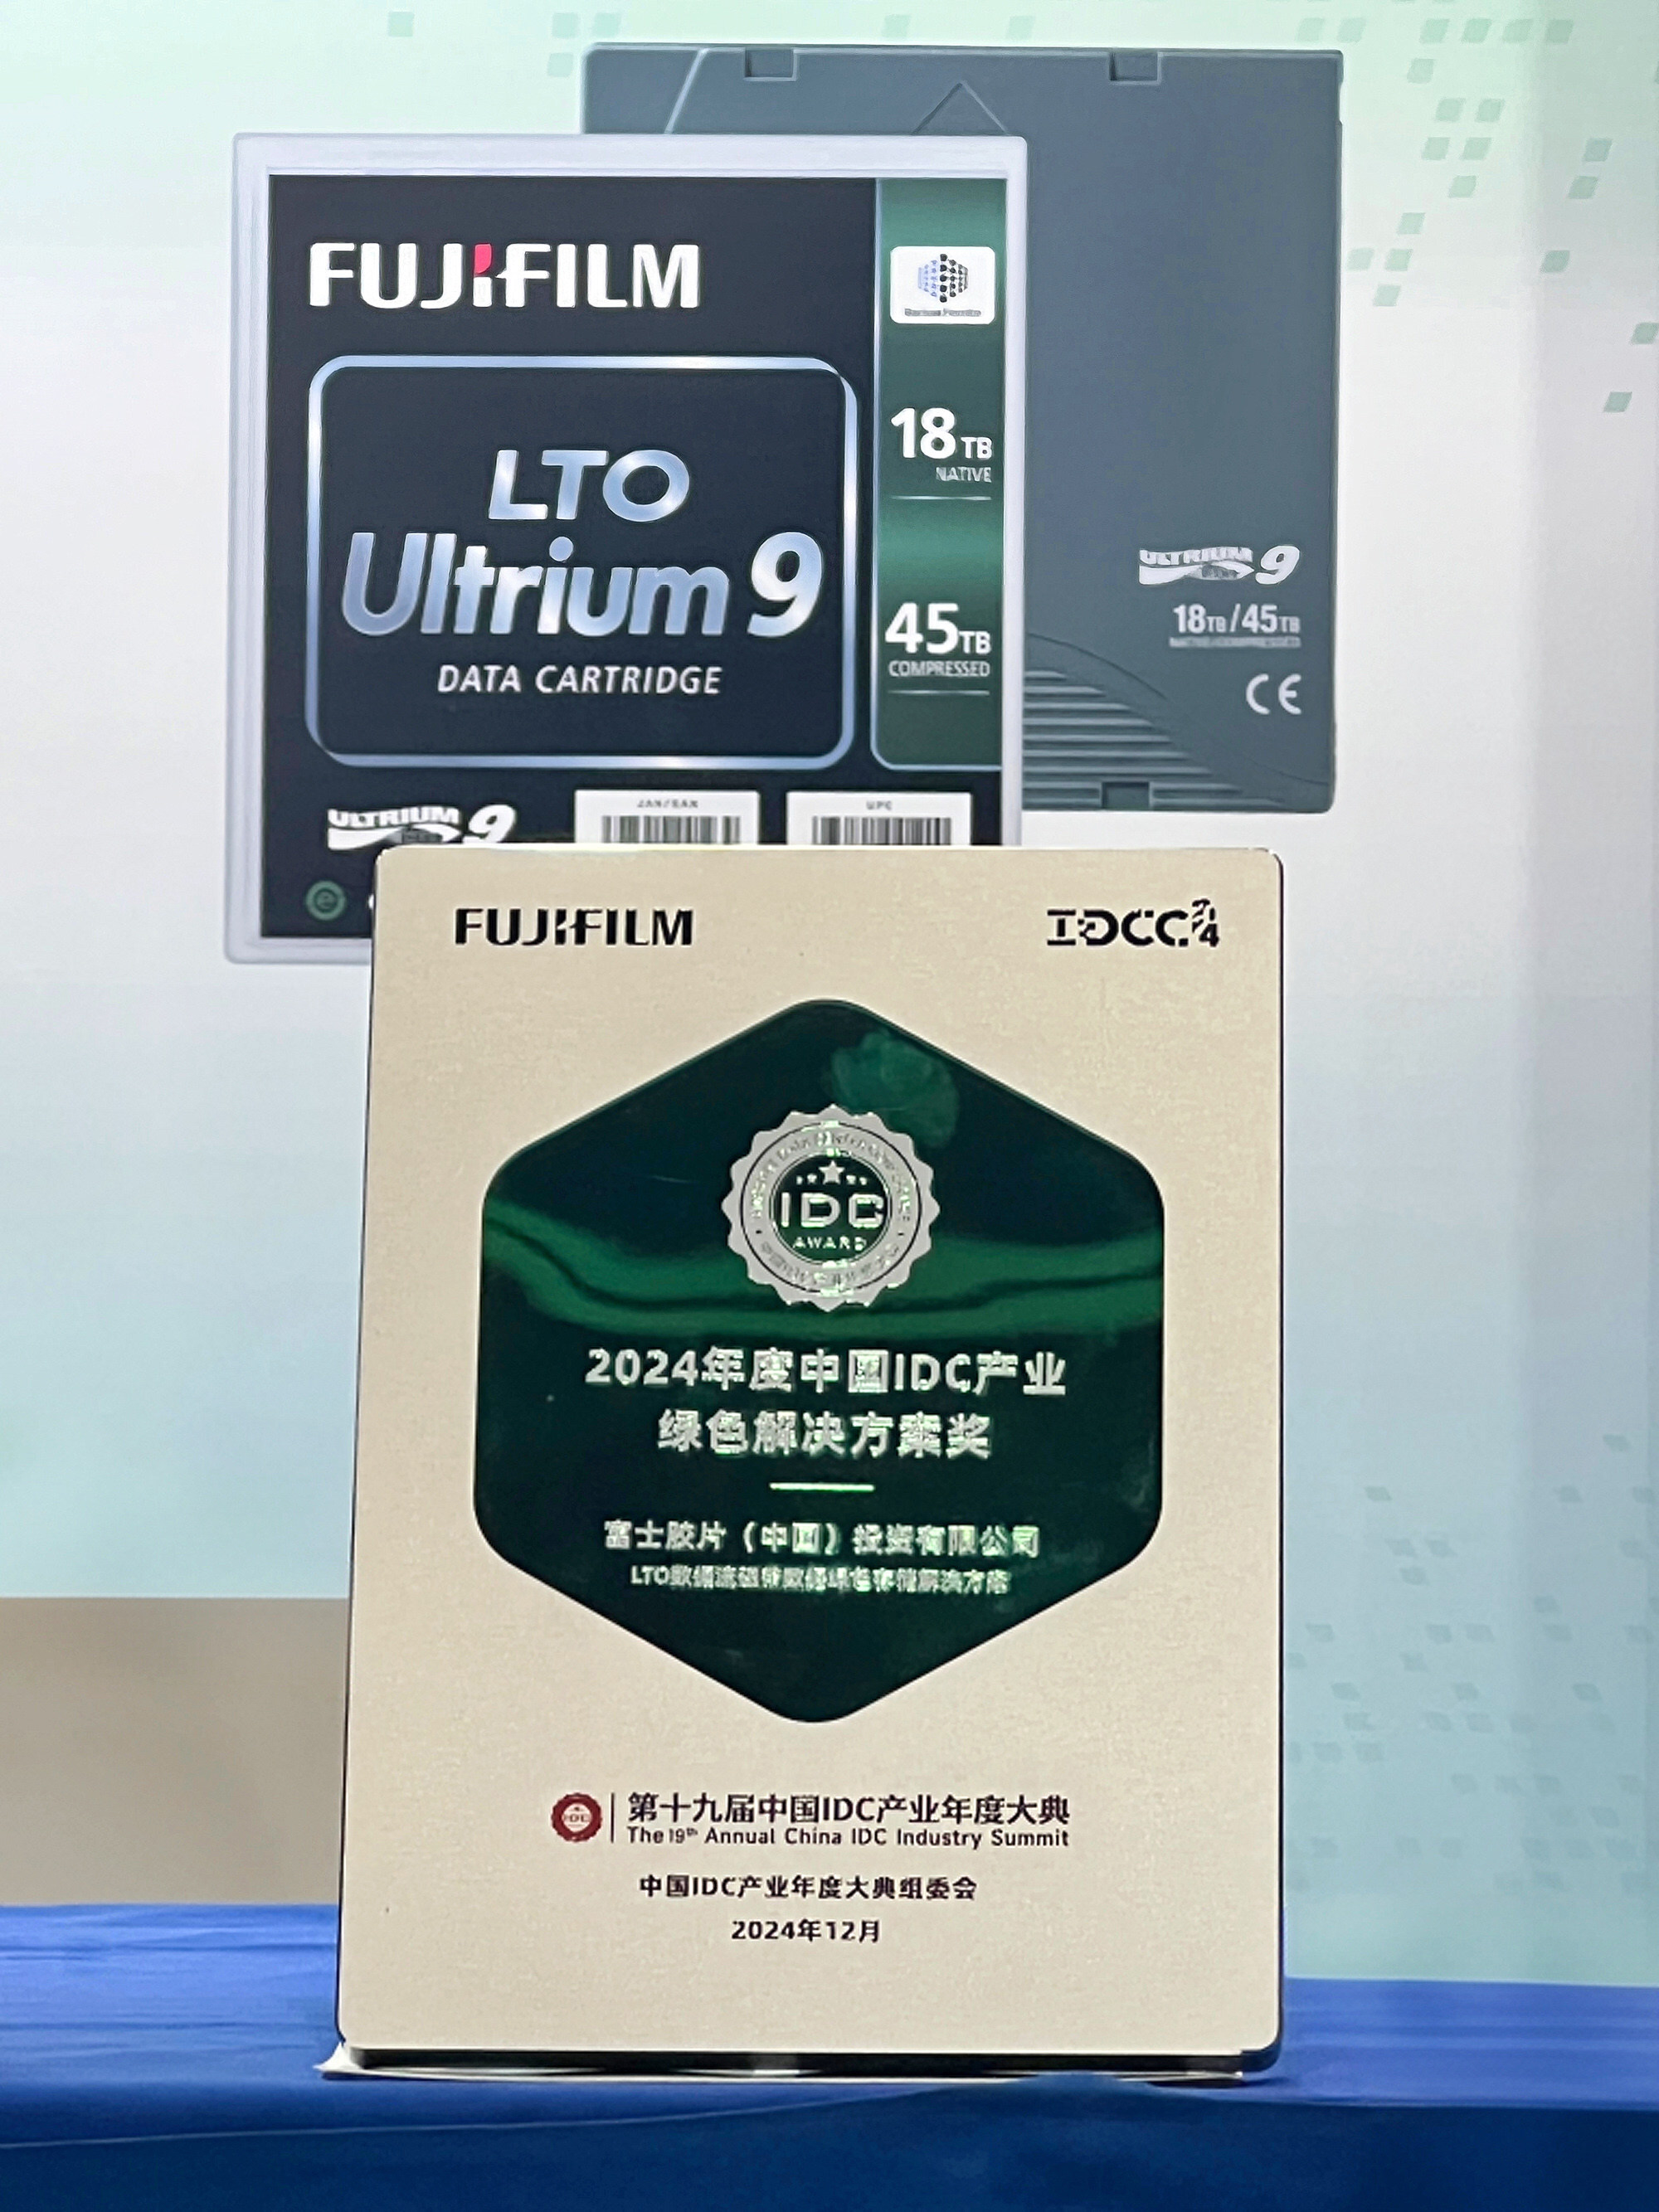 FUJIFILM
18TB
NATIVE
LTO
Ultrium 9
DATA CARTRIDGE
45TB
COMPRESSED
ULTRIUM 9
18TB/45TB
CE
ULTRIUM 9
JAN/EAN
UPC
FUJIFILM
IDCC
IDC
AWARD
2024年度中国IDC产业
绿色解决方案奖
富士胶片（中国）投资有限公司
IDC
第十九届中国IDC产业年度大典
The 19th Annual China IDC Industry Summit
中国IDC产业年度大典组委会
2024年12月